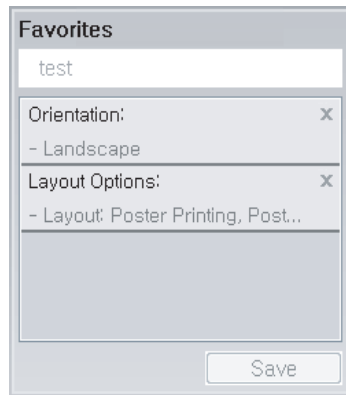 Favorites
test
Orientation: x
- Landscape
Layout Options: x
- Layout: Poster Printing, Post...
Save